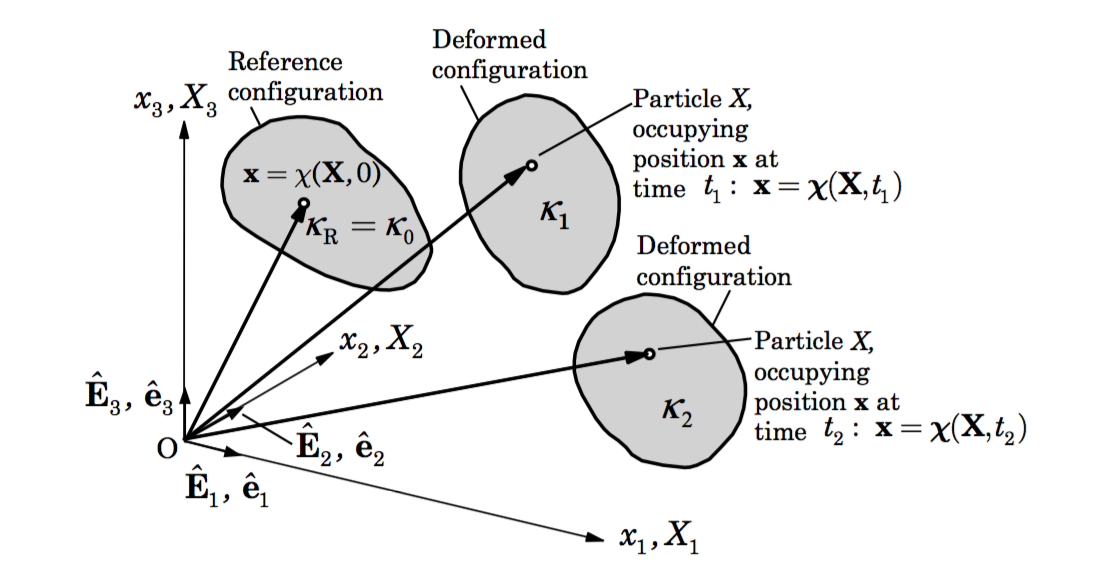 Deformed
configuration
Reference
configuration
x₃, X₃
Particle X,
occupying
position x at
time t₁ : x = χ(X,t₁)
x = χ(X,0)
κ_R = κ₀
κ₁
Deformed
configuration
x₂, X₂
Particle X,
occupying
position x at
time t₂ : x = χ(X,t₂)
κ₂
Ê₃, ê₃
O
Ê₂, ê₂
Ê₁, ê₁
x₁, X₁